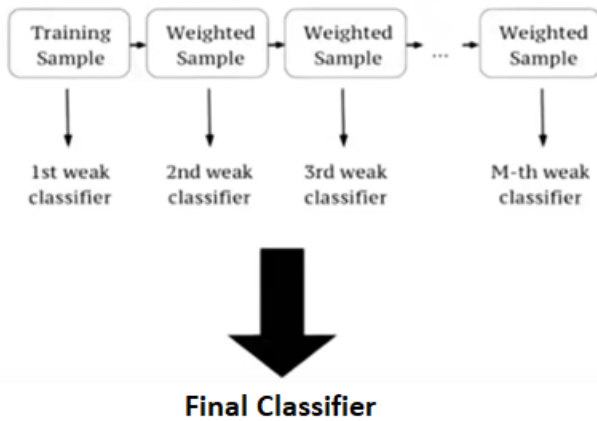 Training
Sample
Weighted
Sample
Weighted
Sample
...
Weighted
Sample
1st weak
classifier
2nd weak
classifier
3rd weak
classifier
M-th weak
classifier
Final Classifier